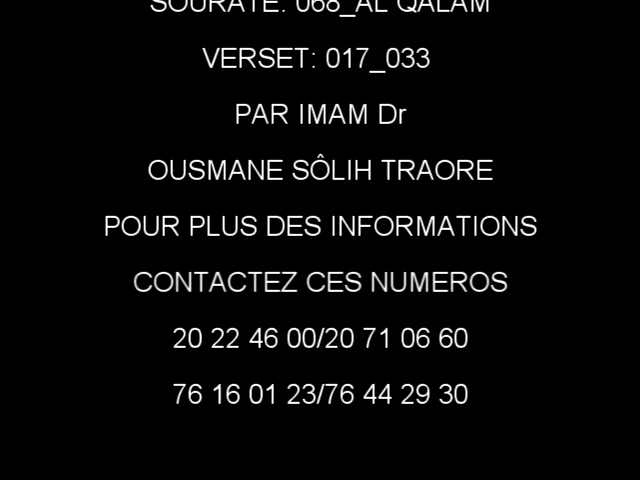 SOURATE: 068_AL QALAM
VERSET: 017_033
PAR IMAM Dr
OUSMANE SÔLIH TRAORE
POUR PLUS DES INFORMATIONS
CONTACTEZ CES NUMEROS
20 22 46 00/20 71 06 60
76 16 01 23/76 44 29 30